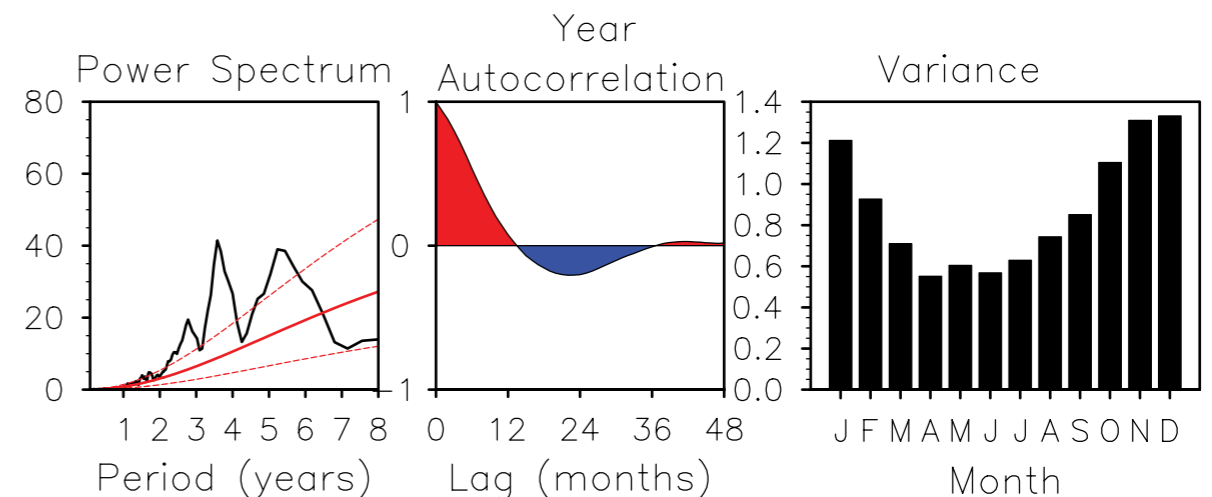 Year
Power Spectrum
80
60
40
20
0
1 2 3 4 5 6 7 8
Period (years)
Autocorrelation
1
0
-1
0 12 24 36 48
Lag (months)
Variance
1.4
1.2
1.0
0.8
0.6
0.4
0.2
0.0
J F M A M J J A S O N D
Month